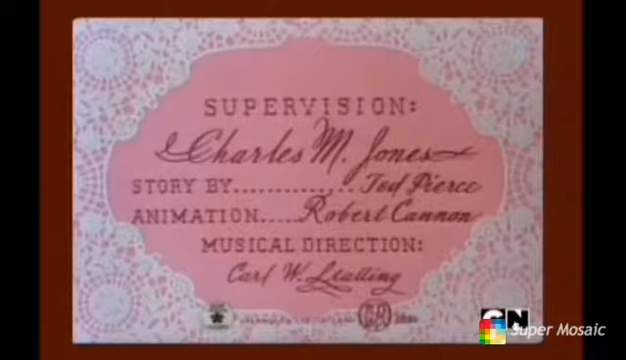 SUPERVISION:
Charles M. Jones
STORY BY............. Ted Pierce
ANIMATION.....Robert Cannon
MUSICAL DIRECTION:
Carl W. Stalling
CN
Super Mosaic